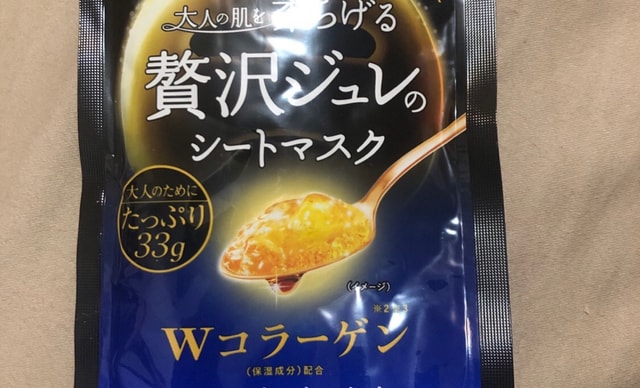 大人の肌を
贅沢ジュレの
シートマスク
大人のために
たっぷり
33g
(イメージ)
Wコラーゲン
(保湿成分)配合